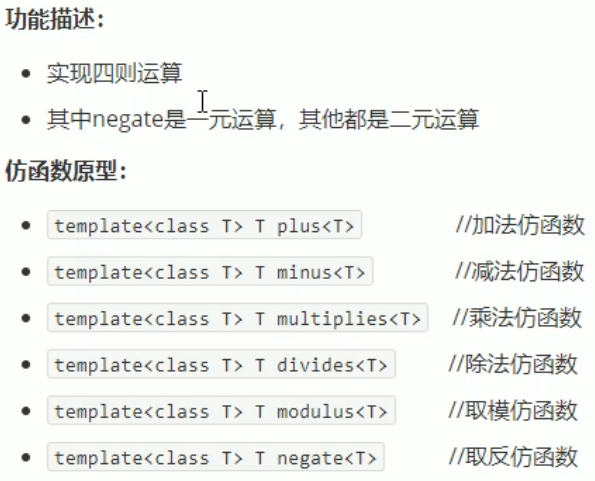 功能描述：
实现四则运算
其中negate是一元运算，其他都是二元运算
仿函数原型：
template<class T> T plus<T> //加法仿函数
template<class T> T minus<T> //减法仿函数
template<class T> T multiplies<T> //乘法仿函数
template<class T> T divides<T> //除法仿函数
template<class T> T modulus<T> //取模仿函数
template<class T> T negate<T> //取反仿函数